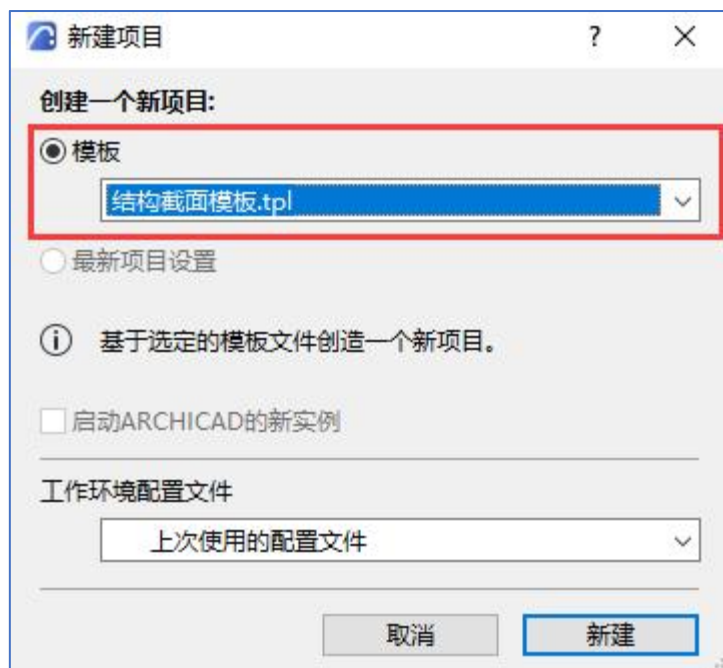 新建项目
创建一个新项目:
模板
结构截面模板.tpl
最新项目设置
基于选定的模板文件创造一个新项目。
启动ARCHICAD的新实例
工作环境配置文件
上次使用的配置文件
取消 新建